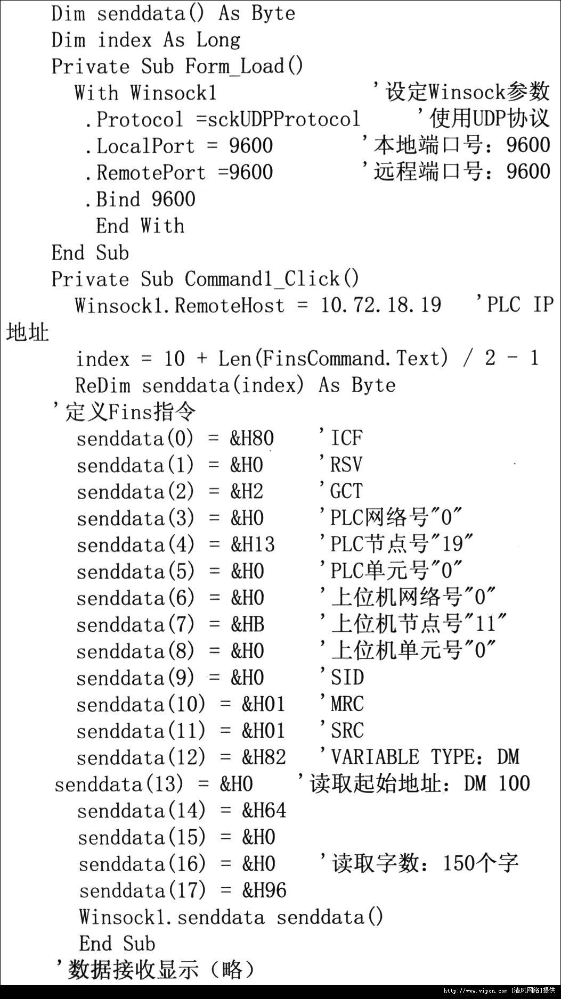 Dim senddata() As Byte
Dim index As Long
Private Sub Form_Load()
With Winsock1 '设定Winsock参数
.Protocol =sckUDPProtocol '使用UDP协议
.LocalPort = 9600 '本地端口号：9600
.RemotePort =9600 '远程端口号：9600
.Bind 9600
End With
End Sub
Private Sub Command1_Click()
Winsock1.RemoteHost = 10.72.18.19 'PLC IP
地址
index = 10 + Len(FinsCommand.Text) / 2 - 1
ReDim senddata(index) As Byte
'定义Fins指令
senddata(0) = &H80 'ICF
senddata(1) = &H0 'RSV
senddata(2) = &H2 'GCT
senddata(3) = &H0 'PLC网络号"0"
senddata(4) = &H13 'PLC节点号"19"
senddata(5) = &H0 'PLC单元号"0"
senddata(6) = &H0 '上位机网络号"0"
senddata(7) = &HB '上位机节点号"11"
senddata(8) = &H0 '上位机单元号"0"
senddata(9) = &H0 'SID
senddata(10) = &H01 'MRC
senddata(11) = &H01 'SRC
senddata(12) = &H82 'VARIABLE TYPE：DM
senddata(13) = &H0 '读取起始地址：DM 100
senddata(14) = &H64
senddata(15) = &H0
senddata(16) = &H0 '读取字数：150个字
senddata(17) = &H96
Winsock1.senddata senddata()
End Sub
'数据接收显示（略）
http://www.vipcn.com [清风网络]提供